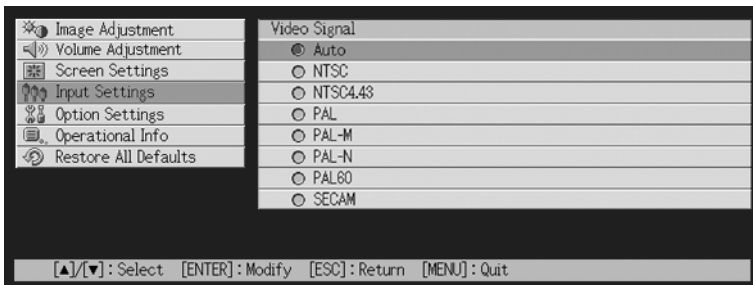 Image Adjustment
Volume Adjustment
Screen Settings
Input Settings
Option Settings
Operational Info
Restore All Defaults
Video Signal
Auto
NTSC
NTSC4.43
PAL
PAL-M
PAL-N
PAL60
SECAM
[▲]/[▼]:Select [ENTER]:Modify [ESC]:Return [MENU]:Quit